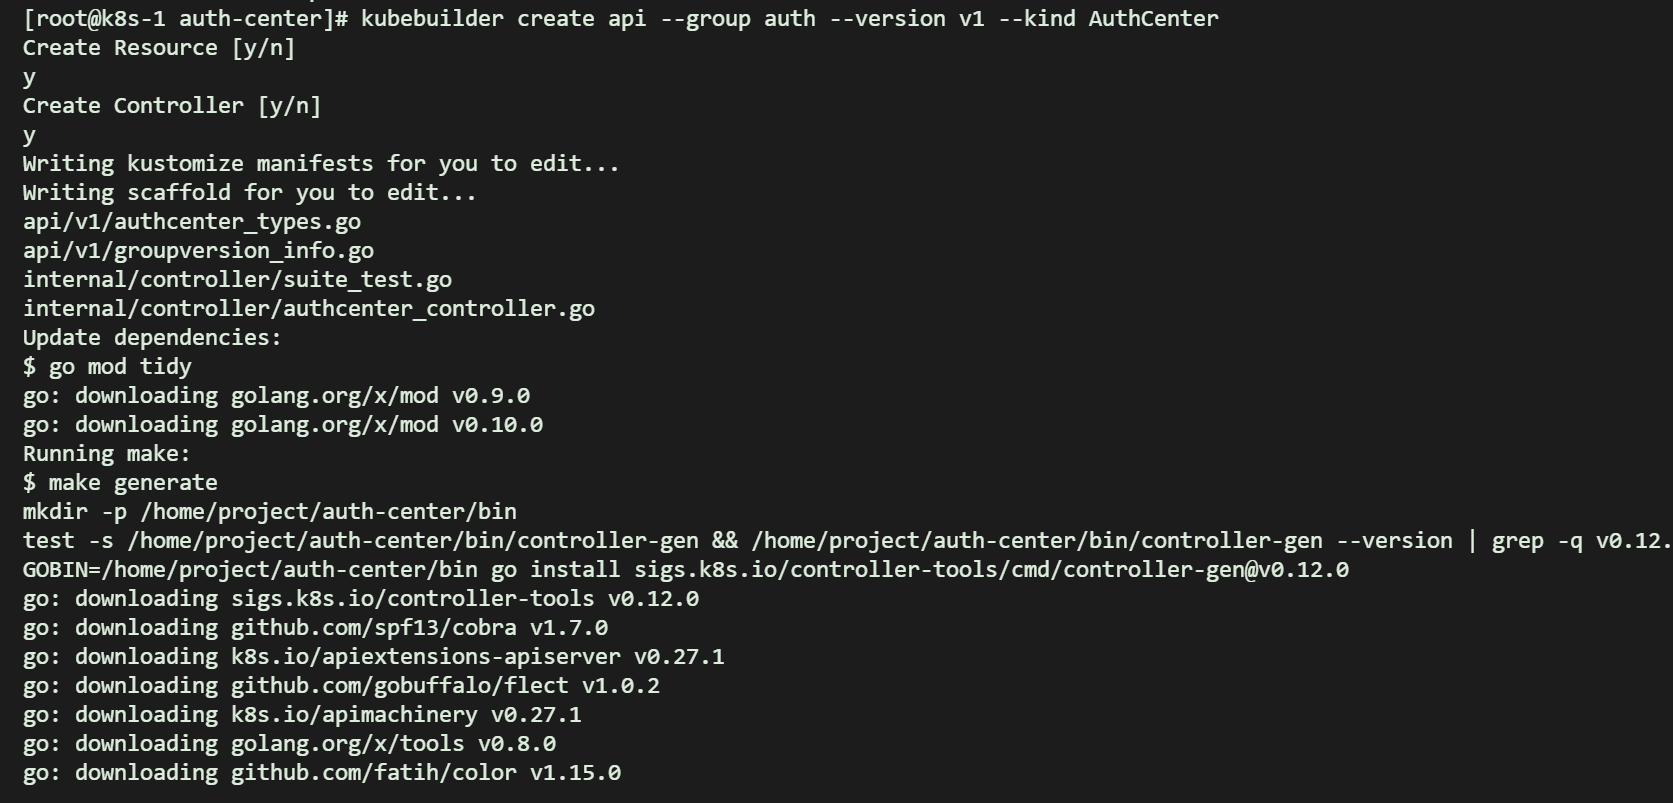 [root@k8s-1 auth-center]# kubebuilder create api --group auth --version v1 --kind AuthCenter
Create Resource [y/n]
y
Create Controller [y/n]
y
Writing kustomize manifests for you to edit...
Writing scaffold for you to edit...
api/v1/authcenter_types.go
api/v1/groupversion_info.go
internal/controller/suite_test.go
internal/controller/authcenter_controller.go
Update dependencies:
$ go mod tidy
go: downloading golang.org/x/mod v0.9.0
go: downloading golang.org/x/mod v0.10.0
Running make:
$ make generate
mkdir -p /home/project/auth-center/bin
test -s /home/project/auth-center/bin/controller-gen && /home/project/auth-center/bin/controller-gen --version | grep -q v0.12.
GOBIN=/home/project/auth-center/bin go install sigs.k8s.io/controller-tools/cmd/controller-gen@v0.12.0
go: downloading sigs.k8s.io/controller-tools v0.12.0
go: downloading github.com/spf13/cobra v1.7.0
go: downloading k8s.io/apiextensions-apiserver v0.27.1
go: downloading github.com/gobuffalo/flect v1.0.2
go: downloading k8s.io/apimachinery v0.27.1
go: downloading golang.org/x/tools v0.8.0
go: downloading github.com/fatih/color v1.15.0